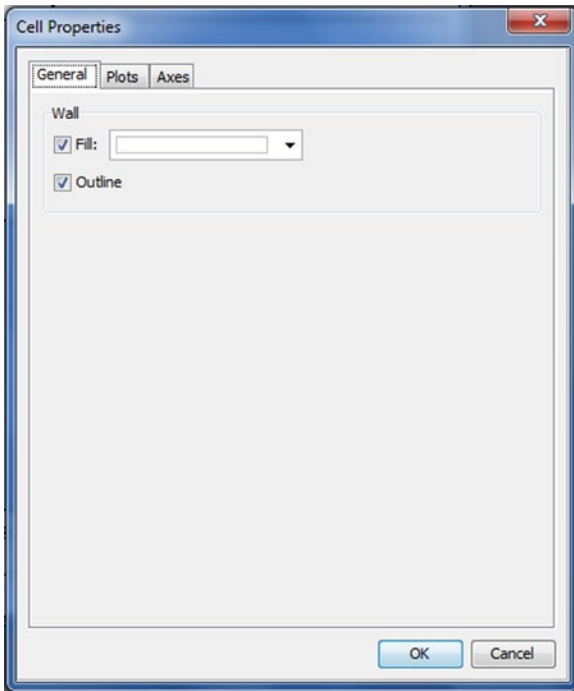 Cell Properties
General Plots Axes
Wall
Fill:
Outline
OK Cancel